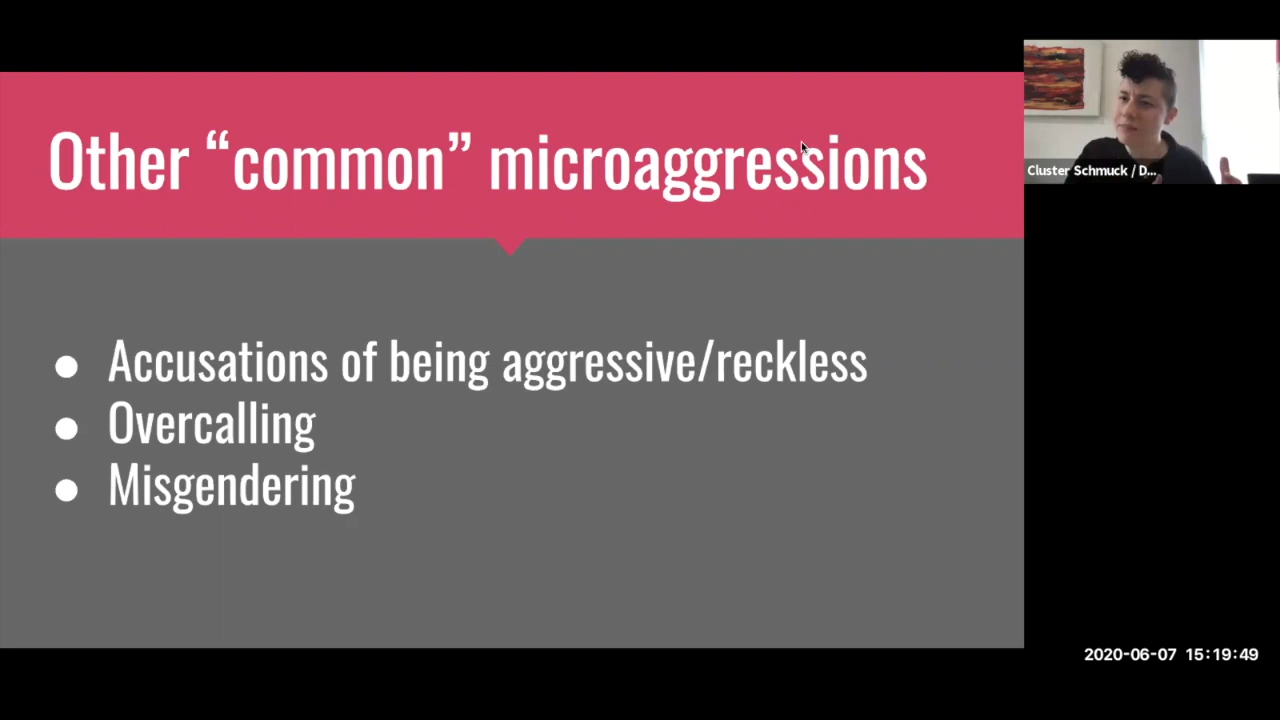 Other “common” microaggressions
Cluster Schmuck / D...
● Accusations of being aggressive/reckless
● Overcalling
● Misgendering
2020-06-07 15:19:49